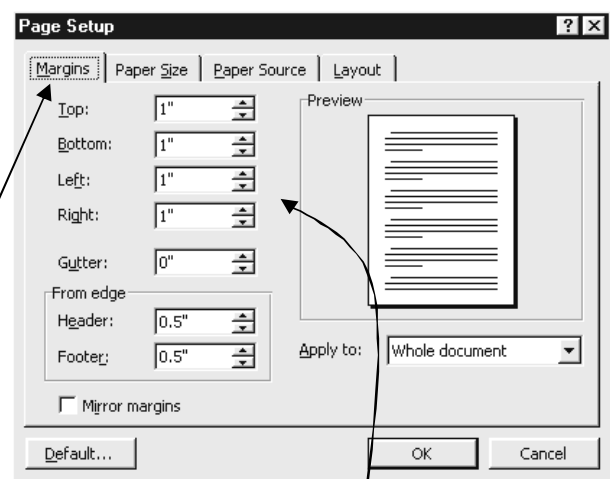 Page Setup
Margins Paper Size Paper Source Layout
Top: 1"
Bottom: 1"
Left: 1"
Right: 1"
Gutter: 0"
From edge
Header: 0.5"
Footer: 0.5"
Mirror margins
Preview
Apply to: Whole document
Default... OK Cancel